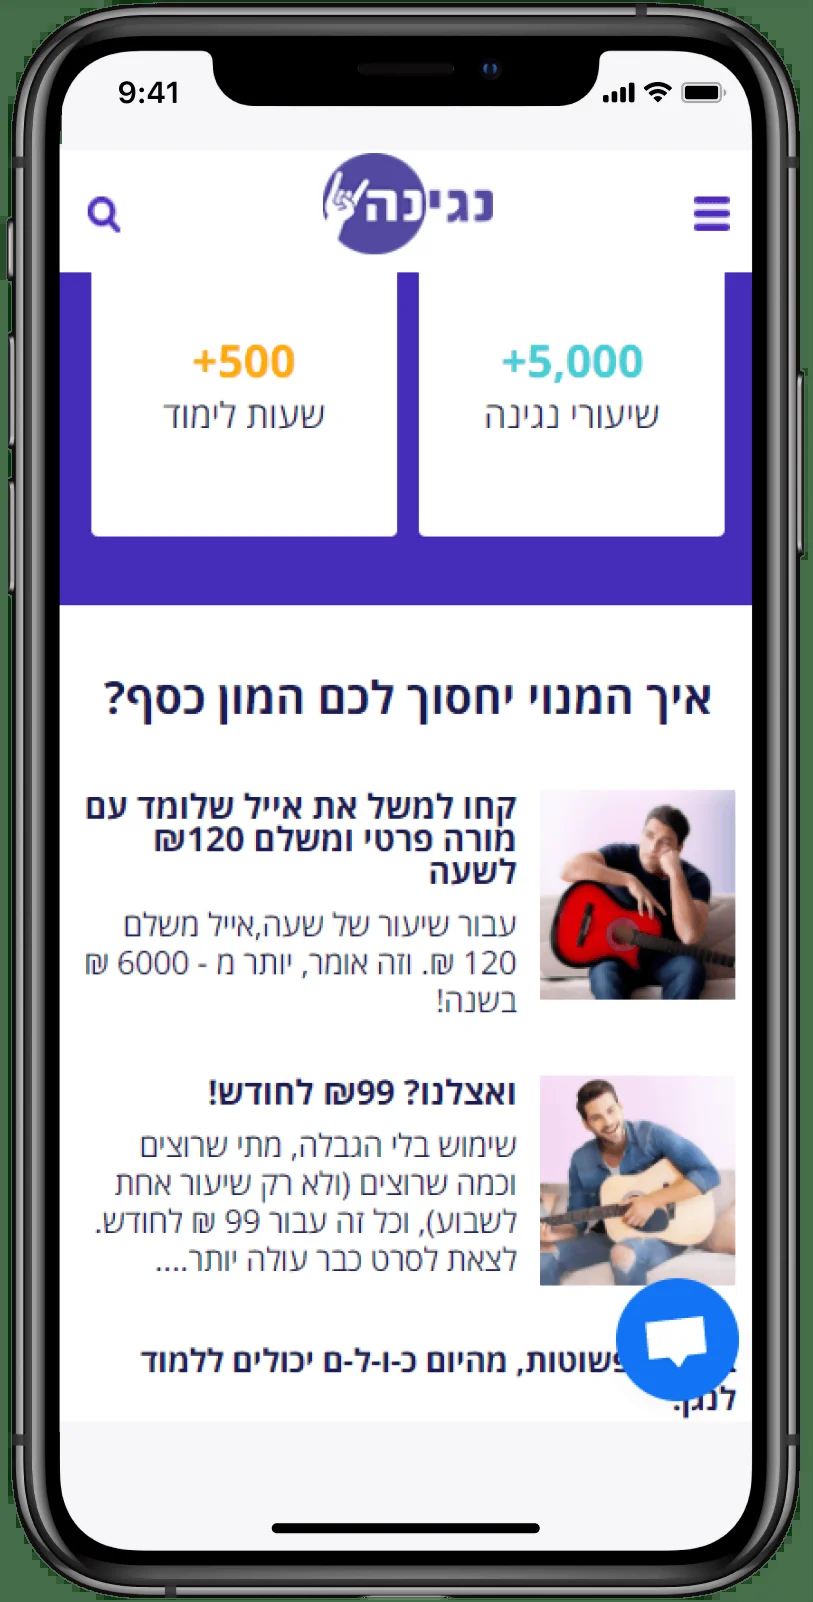 9:41
נגינה
+5,000
שיעורי נגינה
+500
שעות לימוד
איך המנוי יחסוך לכם המון כסף?
קחו למשל את אייל שלומד עם
מורה פרטי ומשלם 120₪
לשעה
עבור שיעור של שעה,אייל משלם
120 ₪. וזה אומר, יותר מ - 6000 ₪
בשנה!
ואצלנו? 99₪ לחודש!
שימוש בלי הגבלה, מתי שרוצים
וכמה שרוצים (ולא רק שיעור אחת
לשבוע), וכל זה עבור 99 ₪ לחודש.
לצאת לסרט כבר עולה יותר....
פשוטות, מהיום כ-ו-ל-ם יכולים ללמוד
לנגן.